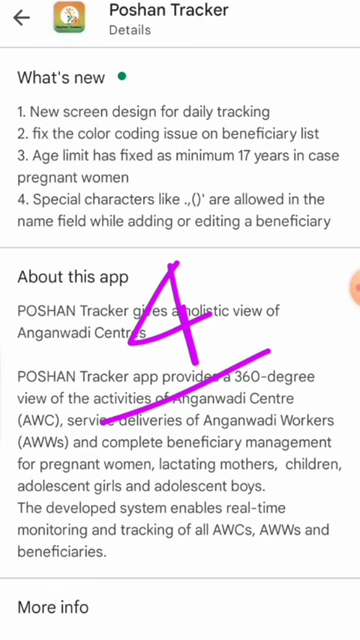 Poshan Tracker
Details
What's new
1. New screen design for daily tracking
2. fix the color coding issue on beneficiary list
3. Age limit has fixed as minimum 17 years in case
pregnant women
4. Special characters like .,()' are allowed in the
name field while adding or editing a beneficiary
About this app
POSHAN Tracker gives a holistic view of
Anganwadi Centres
4
POSHAN Tracker app provides a 360-degree
view of the activities of Anganwadi Centre
(AWC), service deliveries of Anganwadi Workers
(AWWs) and complete beneficiary management
for pregnant women, lactating mothers, children,
adolescent girls and adolescent boys.
The developed system enables real-time
monitoring and tracking of all AWCs, AWWs and
beneficiaries.
More info